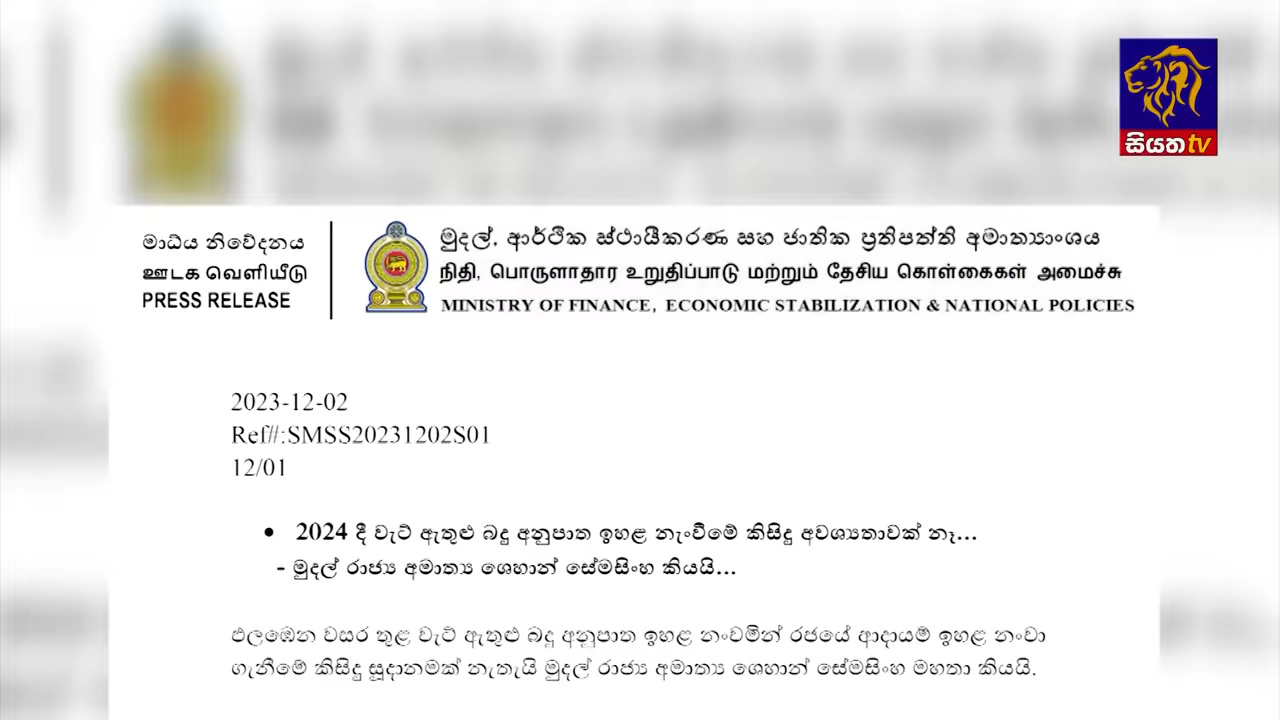 සියත tv
මාධ්‍ය නිවේදනය
ஊடக வெளியீடு
PRESS RELEASE
මුදල්, ආර්ථික ස්ථායීකරණ සහ ජාතික ප්‍රතිපත්ති අමාත්‍යාංශය
நிதி, பொருளாதார உறுதிப்பாடு மற்றும் தேசிய கொள்கைகள் அமைச்சு
MINISTRY OF FINANCE, ECONOMIC STABILIZATION & NATIONAL POLICIES
2023-12-02
Ref#:SMSS20231202S01
12/01
• 2024 දී වැට් ඇතුළු බදු අනුපාත ඉහළ නැංවීමේ කිසිදු අවශ්‍යතාවක් නෑ...
- මුදල් රාජ්‍ය අමාත්‍ය ශෙහාන් සේමසිංහ කියයි...
එලඹෙන වසර තුළ වැට් ඇතුළු බදු අනුපාත ඉහළ නංවමින් රජයේ ආදායම් ඉහළ නංවා
ගැනීමේ කිසිදු සූදානමක් නැතැයි මුදල් රාජ්‍ය අමාත්‍ය ශෙහාන් සේමසිංහ මහතා කියයි.